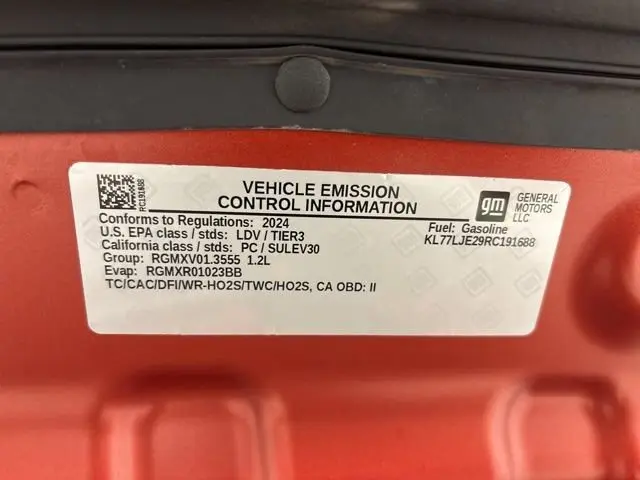 VEHICLE EMISSION
CONTROL INFORMATION
RC191688
gm
GENERAL
MOTORS
LLC
Conforms to Regulations: 2024
Fuel: Gasoline
U.S. EPA class / stds: LDV / TIER3
KL77LJE29RC191688
California class / stds: PC / SULEV30
Group: RGMXV01.3555 1.2L
Evap: RGMXR01023BB
TC/CAC/DFI/WR-HO2S/TWC/HO2S, CA OBD: II